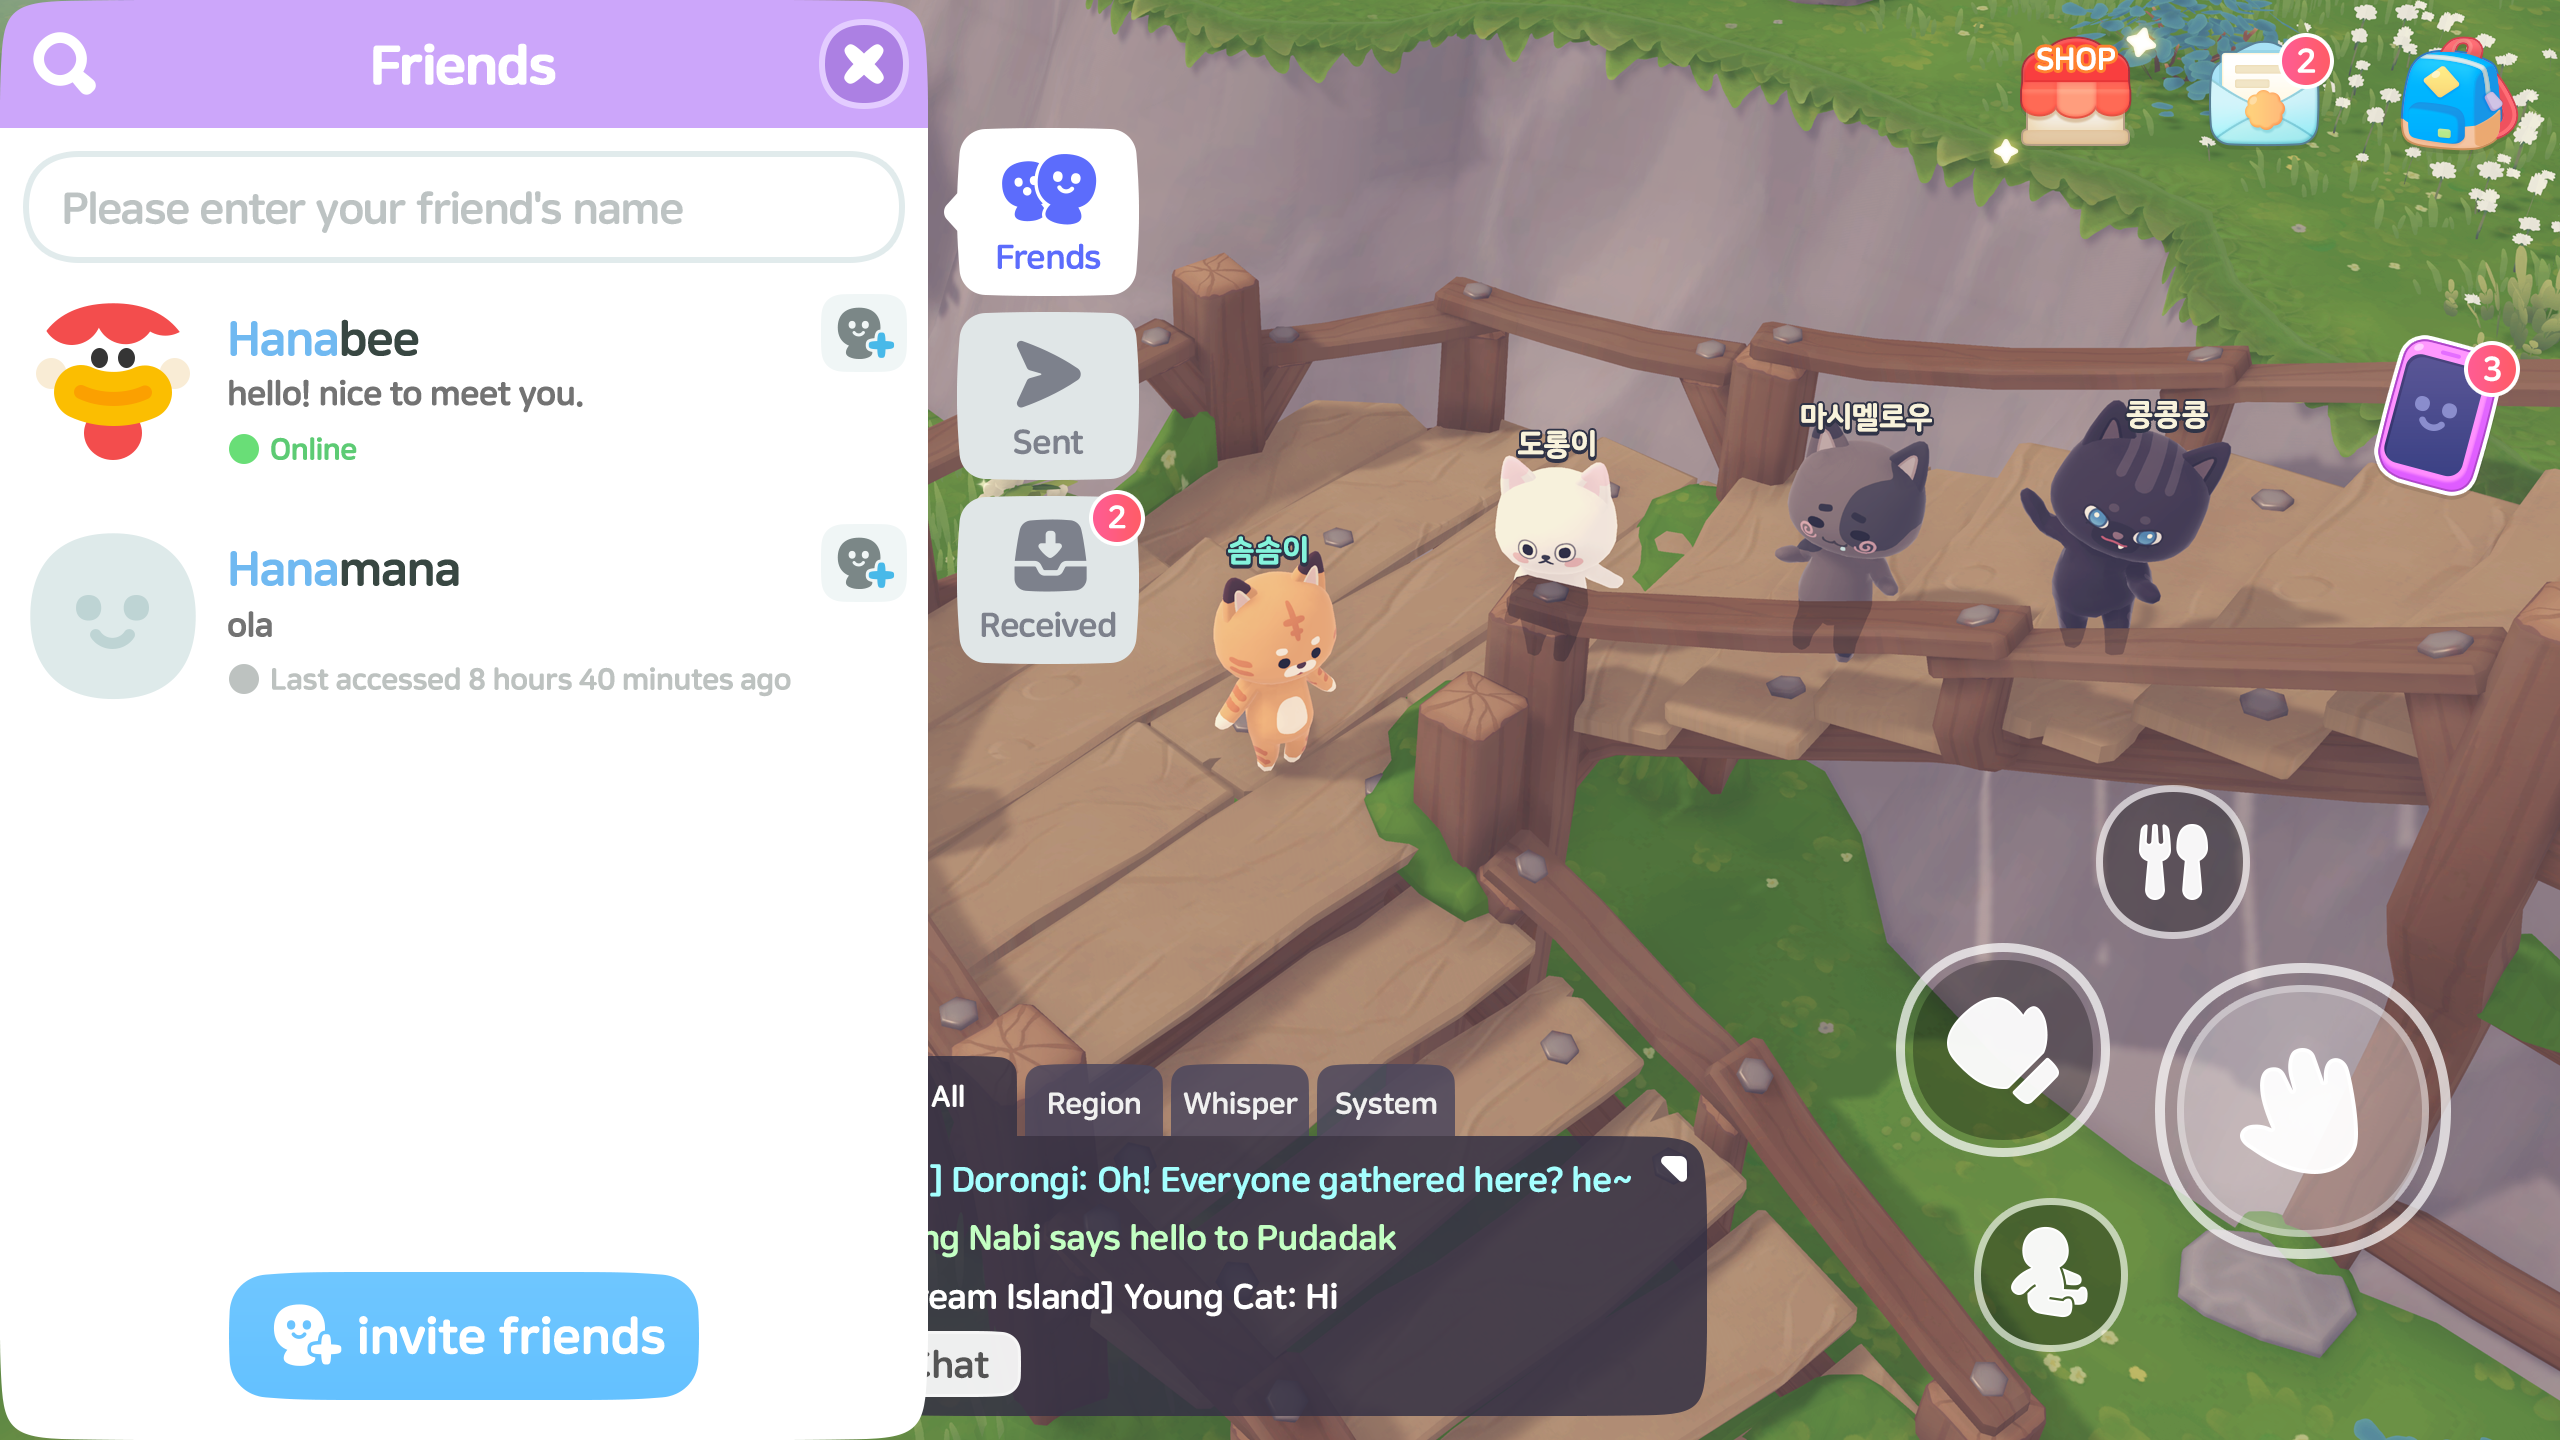 Friends
Please enter your friend's name
Hanabee
hello! nice to meet you.
Online
Hanamana
ola
Last accessed 8 hours 40 minutes ago
invite friends
Frends
Sent
2
Received
SHOP
2
3
솜솜이
도롱이
마시멜로우
콩콩콩
All
Region
Whisper
System
] Dorongi: Oh! Everyone gathered here? he~
ng Nabi says hello to Pudadak
ream Island] Young Cat: Hi
Chat